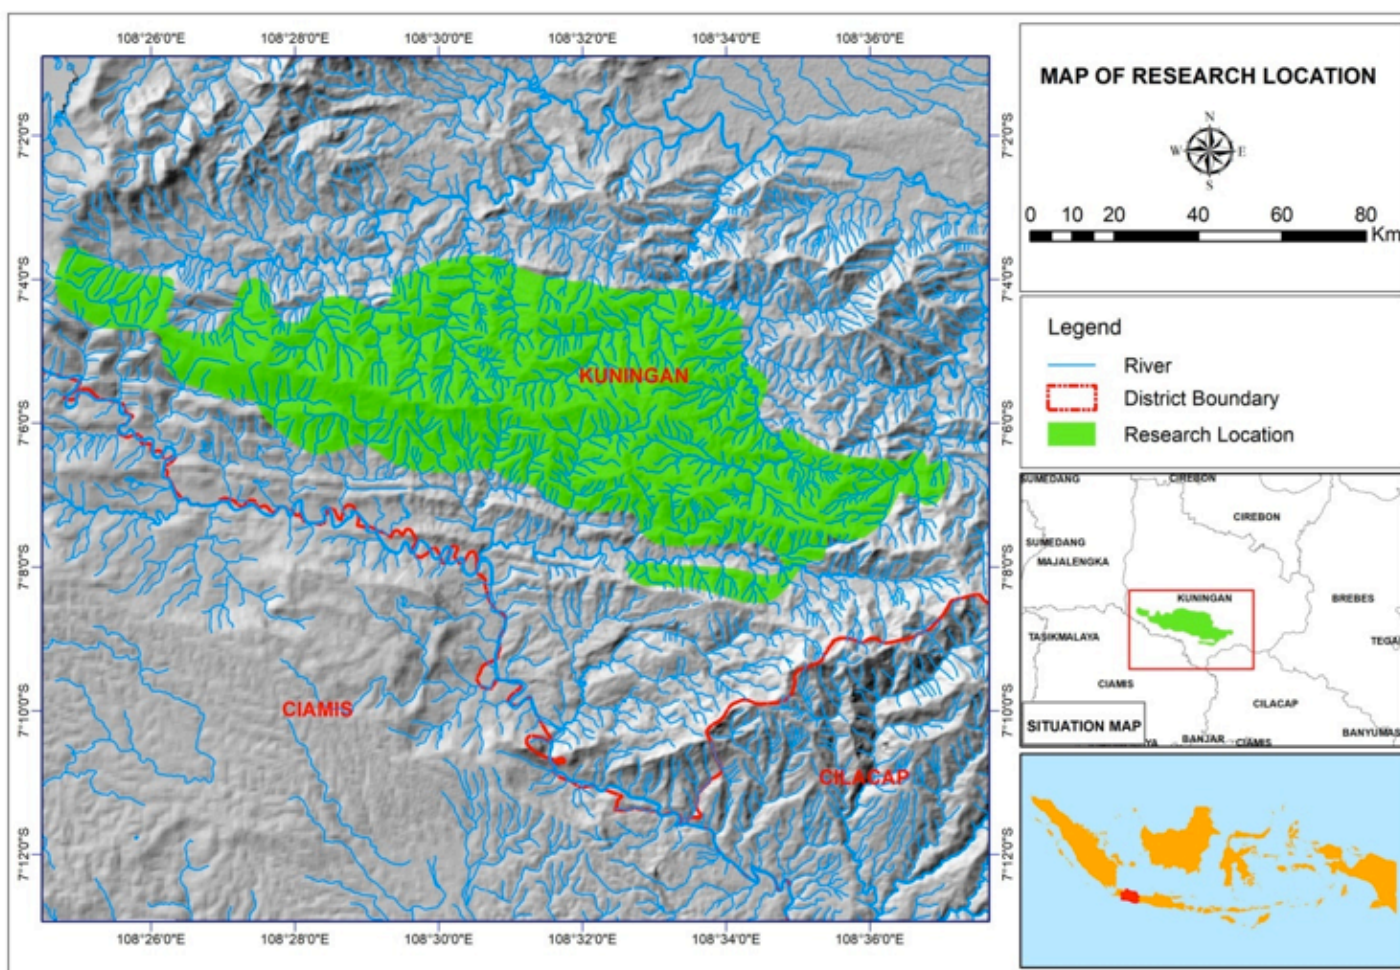 108°26'0"E 108°28'0"E 108°30'0"E 108°32'0"E 108°34'0"E 108°36'0"E
7°2'0"S 7°2'0"S
7°4'0"S 7°4'0"S
KUNINGAN
7°6'0"S 7°6'0"S
7°8'0"S 7°8'0"S
CIAMIS
7°10'0"S 7°10'0"S
CILACAP
7°12'0"S 7°12'0"S
108°26'0"E 108°28'0"E 108°30'0"E 108°32'0"E 108°34'0"E 108°36'0"E
MAP OF RESEARCH LOCATION
N
W E
S
0 10 20 40 60 80
Km
Legend
River
District Boundary
Research Location
SUMEDANG CIREBON
CIREBON
SUMEDANG
MAJALENGKA
KUNINGAN BREBES
TASIKMALAYA
CIAMIS
CILACAP
SITUATION MAP
BANJAR CIAMIS BANYUMAS